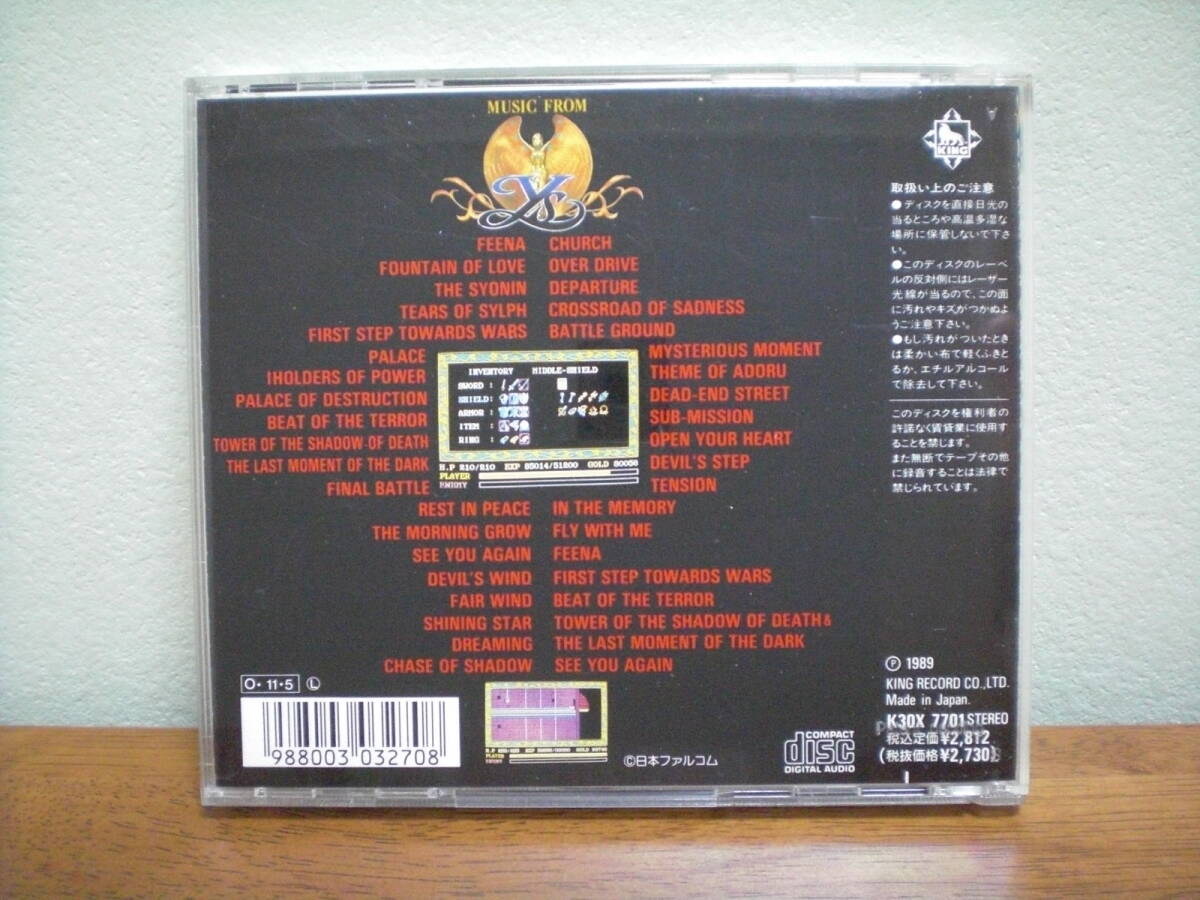 MUSIC FROM
Ys
FEENA
FOUNTAIN OF LOVE
THE SYONIN
TEARS OF SYLPH
FIRST STEP TOWARDS WABS
PALACE
IHOLDERS OF POWER
PALACE OF DESTRUCTION
BEAT OF THE TERROR
TOWER OF THE SHADOW OF DEATH
THE LAST MOMENT OF THE DARK
FINAL BATTLE
REST IN PEACE
THE MORNING GROW
SEE YOU AGAIN
DEVIL'S WIND
FAIR WIND
SHINING STAR
DREAMING
CHASE OF SHADOW
CHURCH
OVER DRIVE
DEPARTURE
CROSSROAD OF SADNESS
BATTLE GROUND
MYSTERIOUS MOMENT
THEME OF ADORU
DEAD-END STREET
SUB-MISSION
OPEN YOUR HEART
DEVIL'S STEP
TENSION
IN THE MEMORY
FLY WITH ME
FEENA
FIRST STEP TOWARDS WARS
BEAT OF THE TERROR
TOWER OF THE SHADOW OF DEATH&
THE LAST MOMENT OF THE DARK
SEE YOU AGAIN
INVENTORY MIDDLE-SHIELD
SWORD:
SHIELD:
ARMOR:
ITEM :
RING :
H.P 210/210 EXP 85014/51200 GOLD 80056
PLAYER
ENEMY
KING
取扱い上のご注意
●ディスクを直接日光の
当るところや高温多湿な
場所に保管しないで下さ
い。
●このディスクのレーベ
ルの反対側にはレーザー
光線が当るので、この面
に汚れやキズがつかぬよ
うご注意下さい。
●もし汚れがついたとき
は柔かい布で軽くふきと
るか、エチルアルコール
で除去して下さい。
このディスクを権利者の
許諾なく賃貸業に使用す
ることを禁じます。
また無断でテープその他
に録音することは法律で
禁じられています。
Ⓟ 1989
KING RECORD CO.,LTD.
Made in Japan.
K30X 7701 STEREO
税込定価¥2,812
(税抜価格¥2,730)
O・11・5 Ⓛ
988003 032708
PLAYER
ENEMY
©日本ファルコム
COMPACT
disc
DIGITAL AUDIO